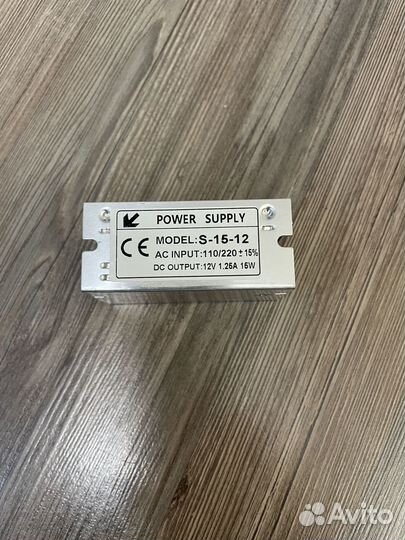 POWER SUPPLY
CE MODEL:S-15-12
AC INPUT:110/220±15%
DC OUTPUT:12V 1.25A 15W
Avito